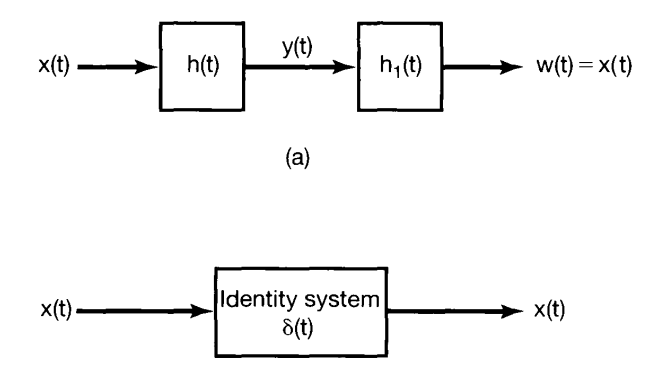 y(t)
x(t) h(t) h₁(t) w(t) = x(t)
(a)
x(t) Identity system x(t)
δ(t)